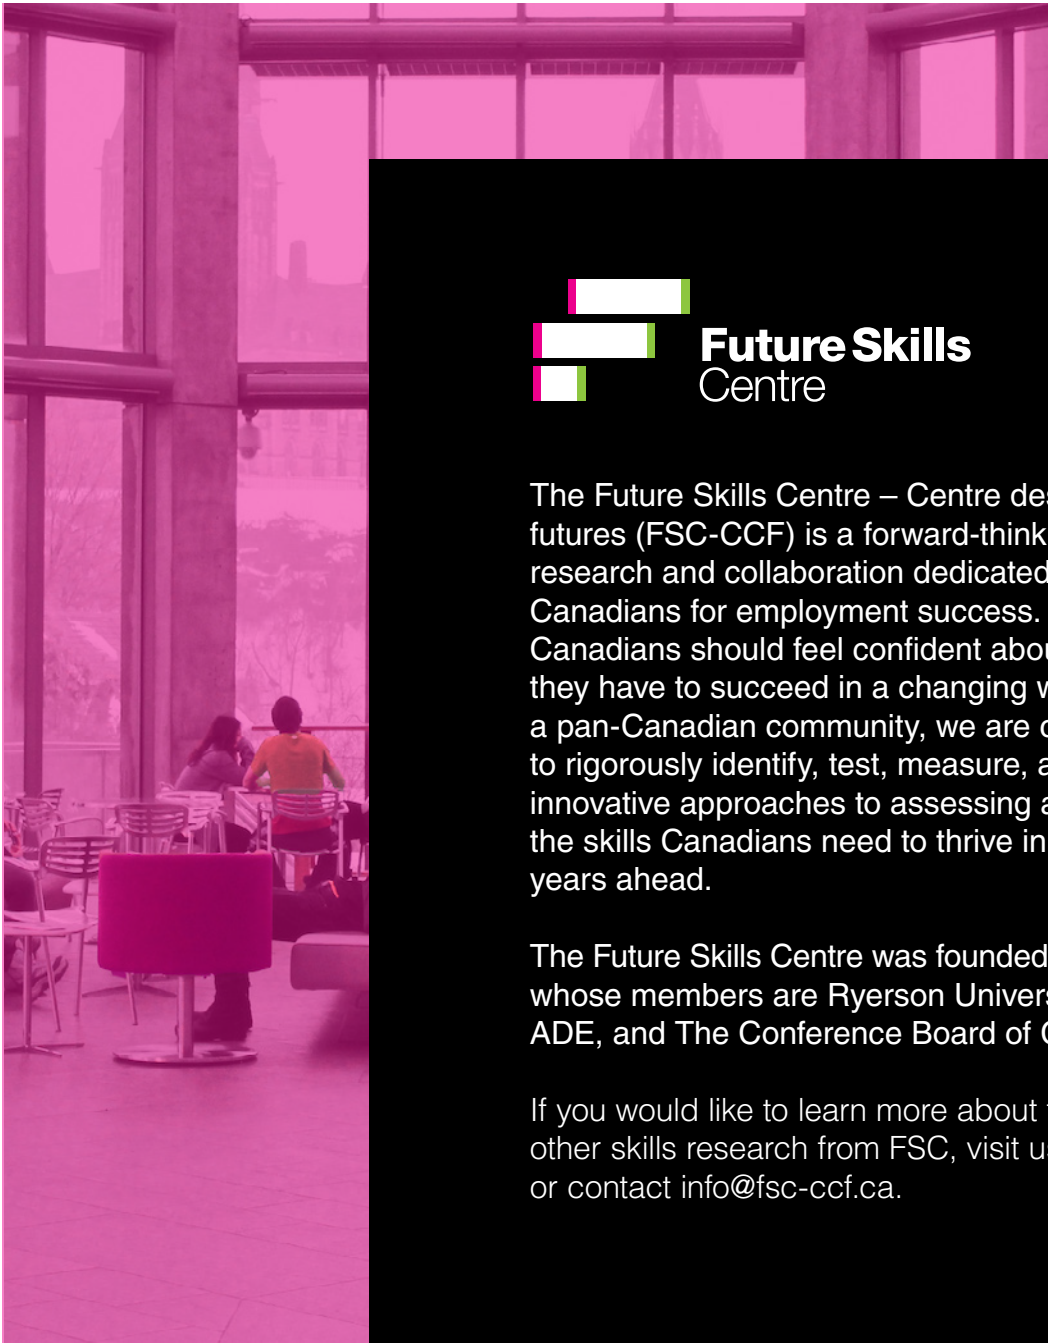 Future Skills
Centre
The Future Skills Centre – Centre des
futures (FSC-CCF) is a forward-think
research and collaboration dedicated
Canadians for employment success.
Canadians should feel confident abou
they have to succeed in a changing w
a pan-Canadian community, we are c
to rigorously identify, test, measure, a
innovative approaches to assessing a
the skills Canadians need to thrive in
years ahead.
The Future Skills Centre was founded
whose members are Ryerson Univers
ADE, and The Conference Board of C
If you would like to learn more about t
other skills research from FSC, visit us
or contact info@fsc-ccf.ca.